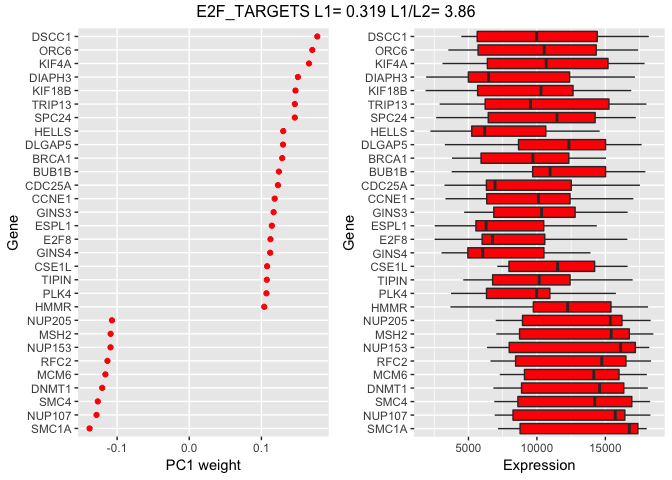 E2F_TARGETS L1= 0.319 L1/L2= 3.86
Gene
DSCC1
ORC6
KIF4A
DIAPH3
KIF18B
TRIP13
SPC24
HELLS
DLGAP5
BRCA1
BUB1B
CDC25A
CCNE1
GINS3
ESPL1
E2F8
GINS4
CSE1L
TIPIN
PLK4
HMMR
NUP205
MSH2
NUP153
RFC2
MCM6
DNMT1
SMC4
NUP107
SMC1A
-0.1 0.0 0.1
PC1 weight
Gene
DSCC1
ORC6
KIF4A
DIAPH3
KIF18B
TRIP13
SPC24
HELLS
DLGAP5
BRCA1
BUB1B
CDC25A
CCNE1
GINS3
ESPL1
E2F8
GINS4
CSE1L
TIPIN
PLK4
HMMR
NUP205
MSH2
NUP153
RFC2
MCM6
DNMT1
SMC4
NUP107
SMC1A
5000 10000 15000
Expression